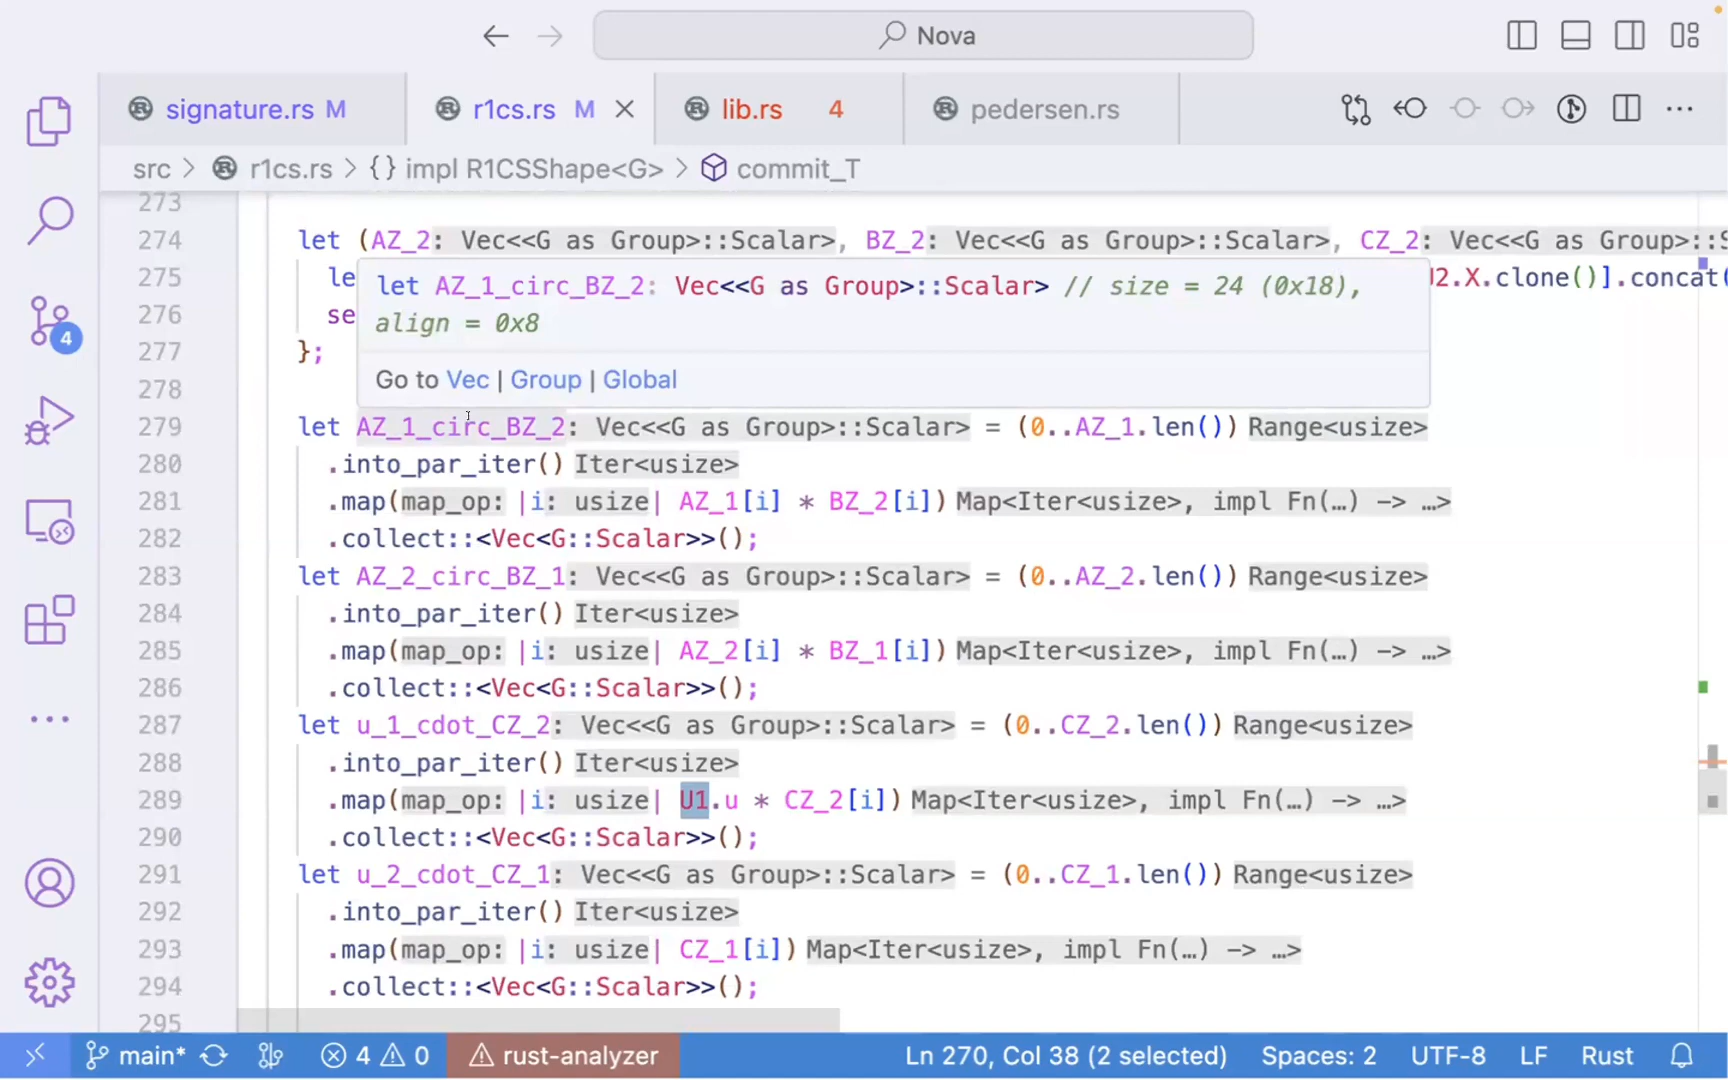 Nova
signature.rs M
r1cs.rs M
lib.rs 4
pedersen.rs
src > r1cs.rs > {} impl R1CSShape<G> > commit_T
273
274 let (AZ_2: Vec<<G as Group>::Scalar>, BZ_2: Vec<<G as Group>::Scalar>, CZ_2: Vec<<G as Group>::S
275 le J2.X.clone()].concat(
let AZ_1_circ_BZ_2: Vec<<G as Group>::Scalar> // size = 24 (0x18),
276 se
align = 0x8
277 };
278
Go to Vec | Group | Global
279 let AZ_1_circ_BZ_2: Vec<<G as Group>::Scalar> = (0..AZ_1.len()) Range<usize>
280 .into_par_iter() Iter<usize>
281 .map(map_op: |i: usize| AZ_1[i] * BZ_2[i]) Map<Iter<usize>, impl Fn(…) -> …>
282 .collect::<Vec<G::Scalar>>();
283 let AZ_2_circ_BZ_1: Vec<<G as Group>::Scalar> = (0..AZ_2.len()) Range<usize>
284 .into_par_iter() Iter<usize>
285 .map(map_op: |i: usize| AZ_2[i] * BZ_1[i]) Map<Iter<usize>, impl Fn(…) -> …>
286 .collect::<Vec<G::Scalar>>();
287 let u_1_cdot_CZ_2: Vec<<G as Group>::Scalar> = (0..CZ_2.len()) Range<usize>
288 .into_par_iter() Iter<usize>
289 .map(map_op: |i: usize| U1.u * CZ_2[i]) Map<Iter<usize>, impl Fn(…) -> …>
290 .collect::<Vec<G::Scalar>>();
291 let u_2_cdot_CZ_1: Vec<<G as Group>::Scalar> = (0..CZ_1.len()) Range<usize>
292 .into_par_iter() Iter<usize>
293 .map(map_op: |i: usize| CZ_1[i]) Map<Iter<usize>, impl Fn(…) -> …>
294 .collect::<Vec<G::Scalar>>();
295
4
main* 4 0 rust-analyzer Ln 270, Col 38 (2 selected) Spaces: 2 UTF-8 LF Rust